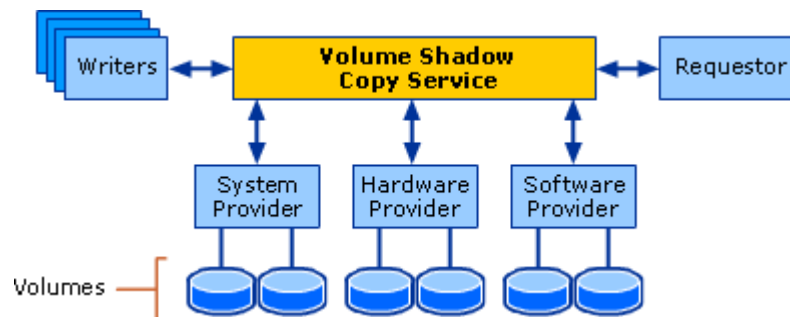 Writers
Volume Shadow
Copy Service
Requestor
System
Provider
Hardware
Provider
Software
Provider
Volumes